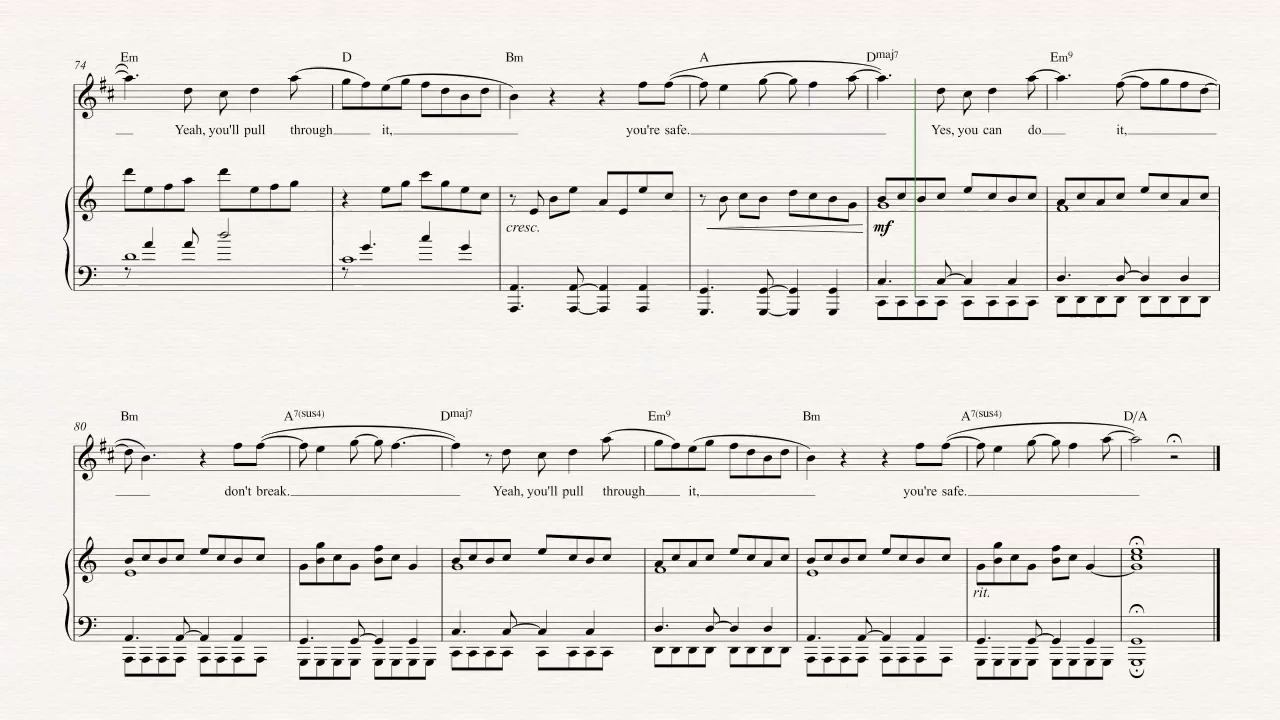 Em D Bm A Dmaj7 Em9
74
Yeah, you'll pull through it, you're safe. Yes, you can do it,
cresc. mf
Bm A7(sus4) Dmaj7 Em9 Bm A7(sus4) D/A
80
don't break. Yeah, you'll pull through it, you're safe.
rit.